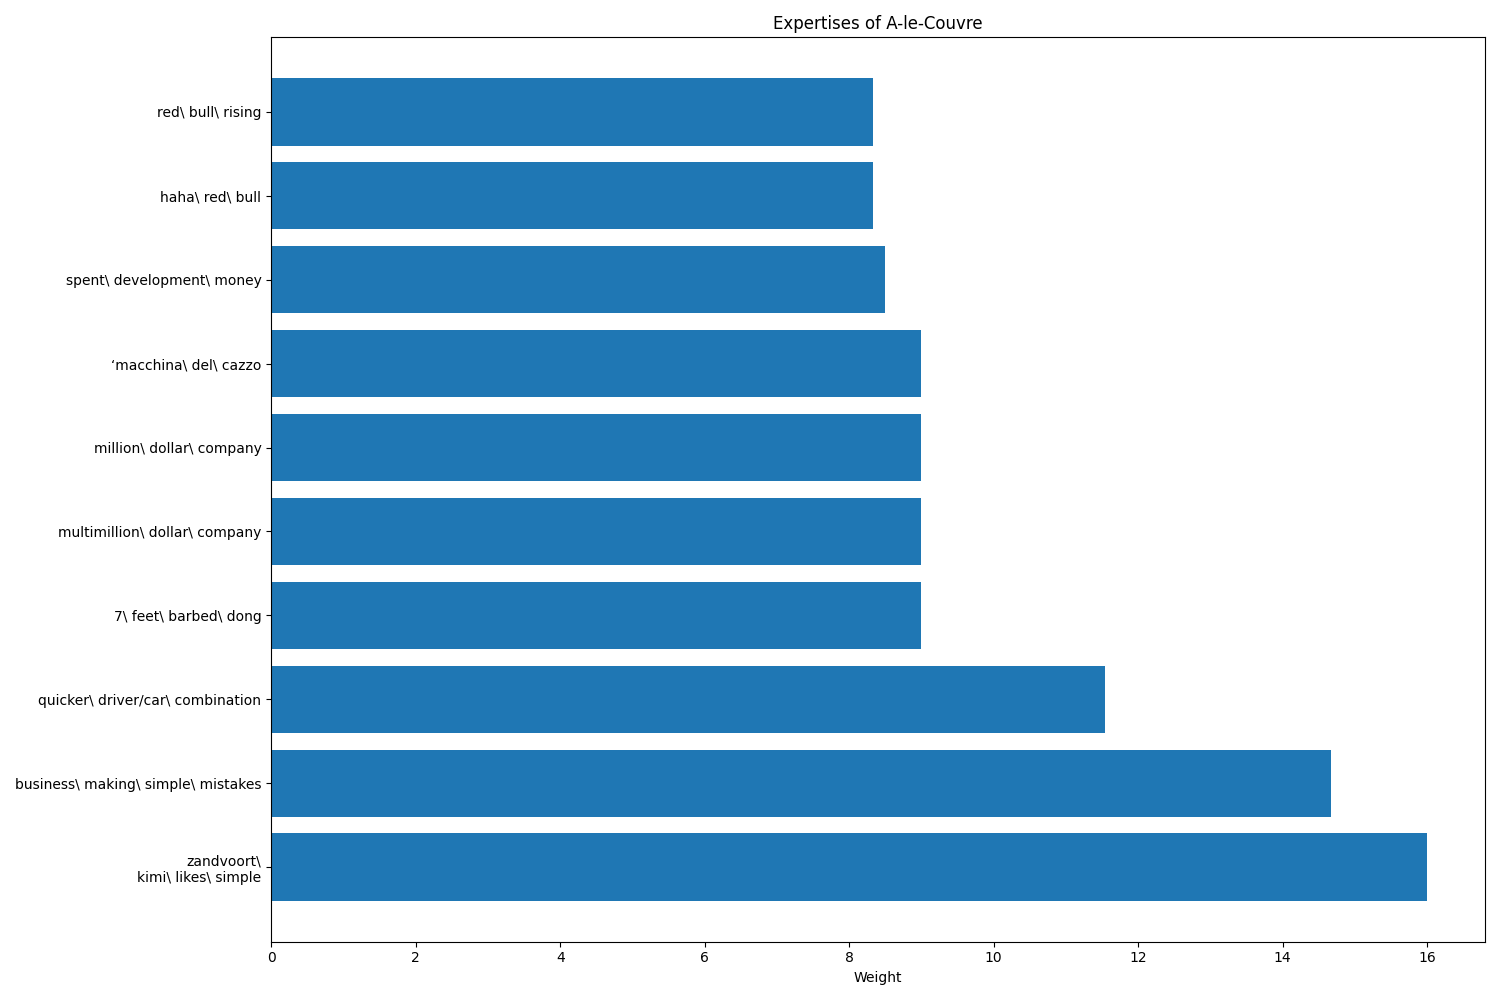 Expertises of A-le-Couvre
red\ bull\ rising
haha\ red\ bull
spent\ development\ money
‘macchina\ del\ cazzo
million\ dollar\ company
multimillion\ dollar\ company
7\ feet\ barbed\ dong
quicker\ driver/car\ combination
business\ making\ simple\ mistakes
zandvoort\
kimi\ likes\ simple
0 2 4 6 8 10 12 14 16
Weight